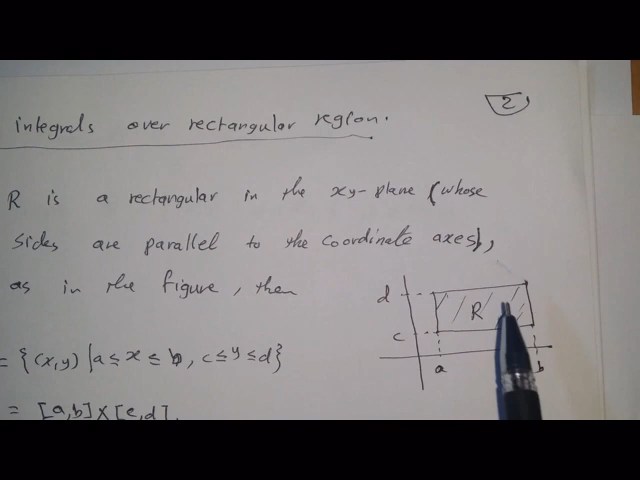 2
integrals over rectangular region.
R is a rectangular in the xy-plane (whose
sides are parallel to the coordinate axes),
as in the figure, then
d
R
c
= {(x,y) | a ≤ x ≤ b, c ≤ y ≤ d}
a b
= [a,b] X [c,d].